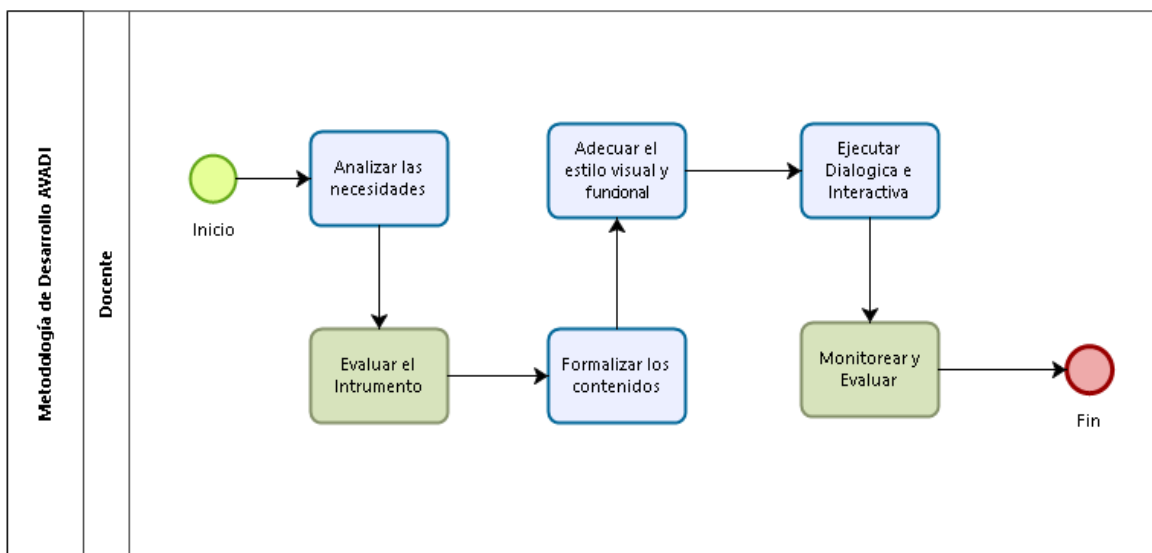 Metodología de Desarrollo AVADI
Docente
Inicio
Analizar las
necesidades
Evaluar el
Intrumento
Formalizar los
contenidos
Adecuar el
estilo visual y
funcional
Ejecutar
Dialogica e
Interactiva
Monitorear y
Evaluar
Fin